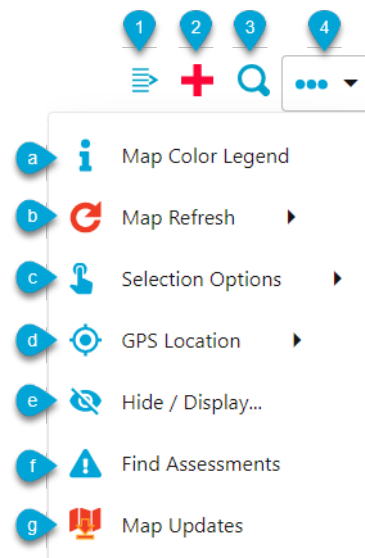 1 2 3 4
a Map Color Legend
b Map Refresh
c Selection Options
d GPS Location
e Hide / Display...
f Find Assessments
g Map Updates